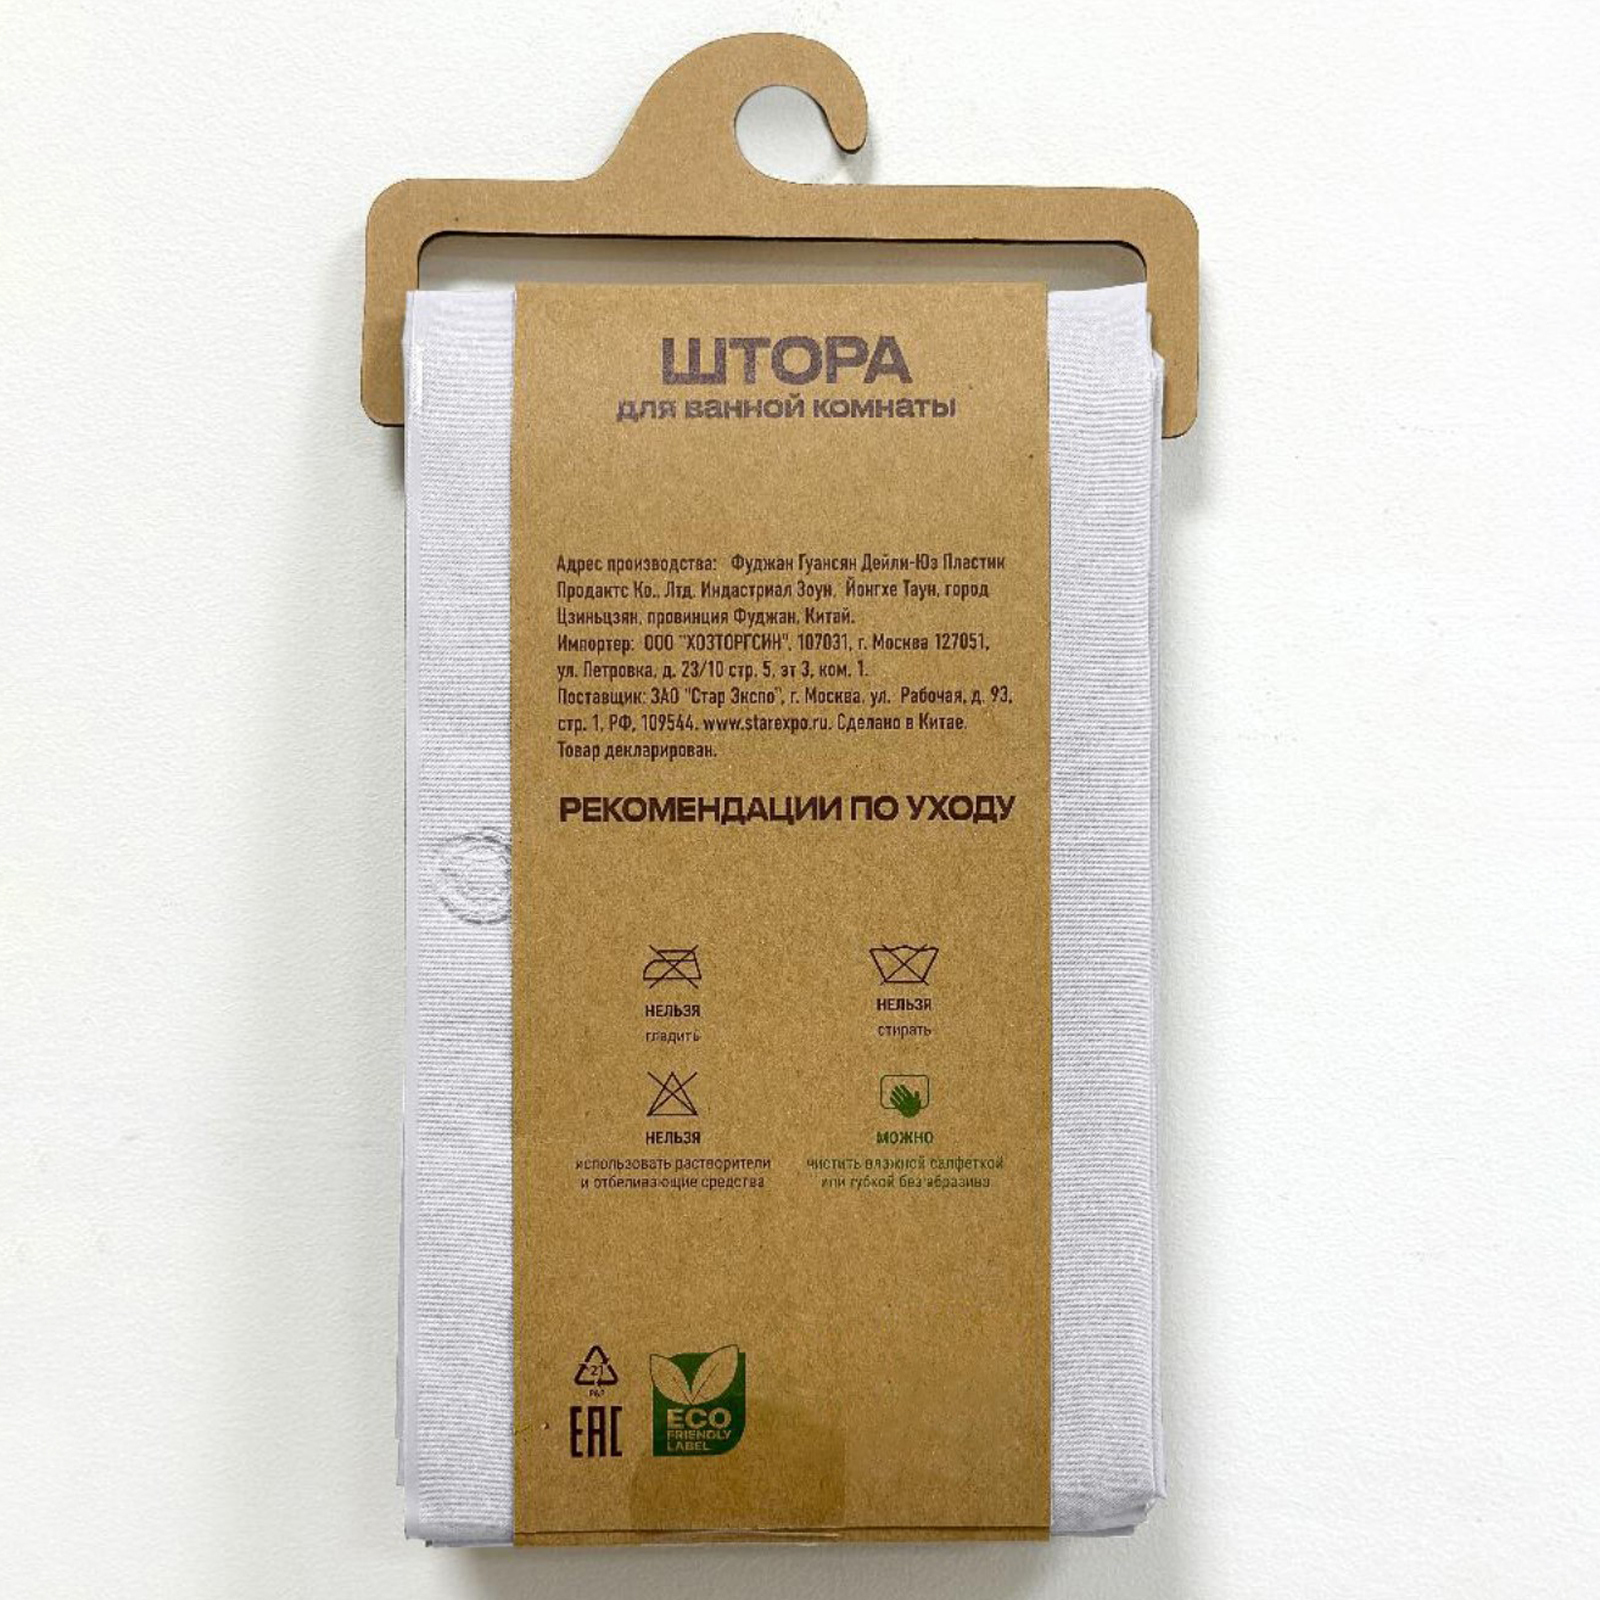 ШТОРА
для ванной комнаты
Адрес производства: Фуджан Гуансян Дейли-Юз Пластик
Продактс Ко., Лтд. Индастриал Зоун, Йонгхе Таун, город
Цзиньцзян, провинция Фуджан, Китай.
Импортер: ООО "ХОЗТОРГСИН", 107031, г. Москва 127051,
ул. Петровка, д. 23/10 стр. 5, эт 3, ком. 1.
Поставщик: ЗАО "Стар Экспо", г. Москва, ул. Рабочая, д. 93,
стр. 1, РФ, 109544. www.starexpo.ru. Сделано в Китае.
Товар декларирован.
РЕКОМЕНДАЦИИ ПО УХОДУ
НЕЛЬЗЯ
гладить
НЕЛЬЗЯ
стирать
НЕЛЬЗЯ
использовать растворители
и отбеливающие средства
МОЖНО
чистить влажной салфеткой
или губкой без абразива
21
PAP
EAC
ECO
FRIENDLY
LABEL